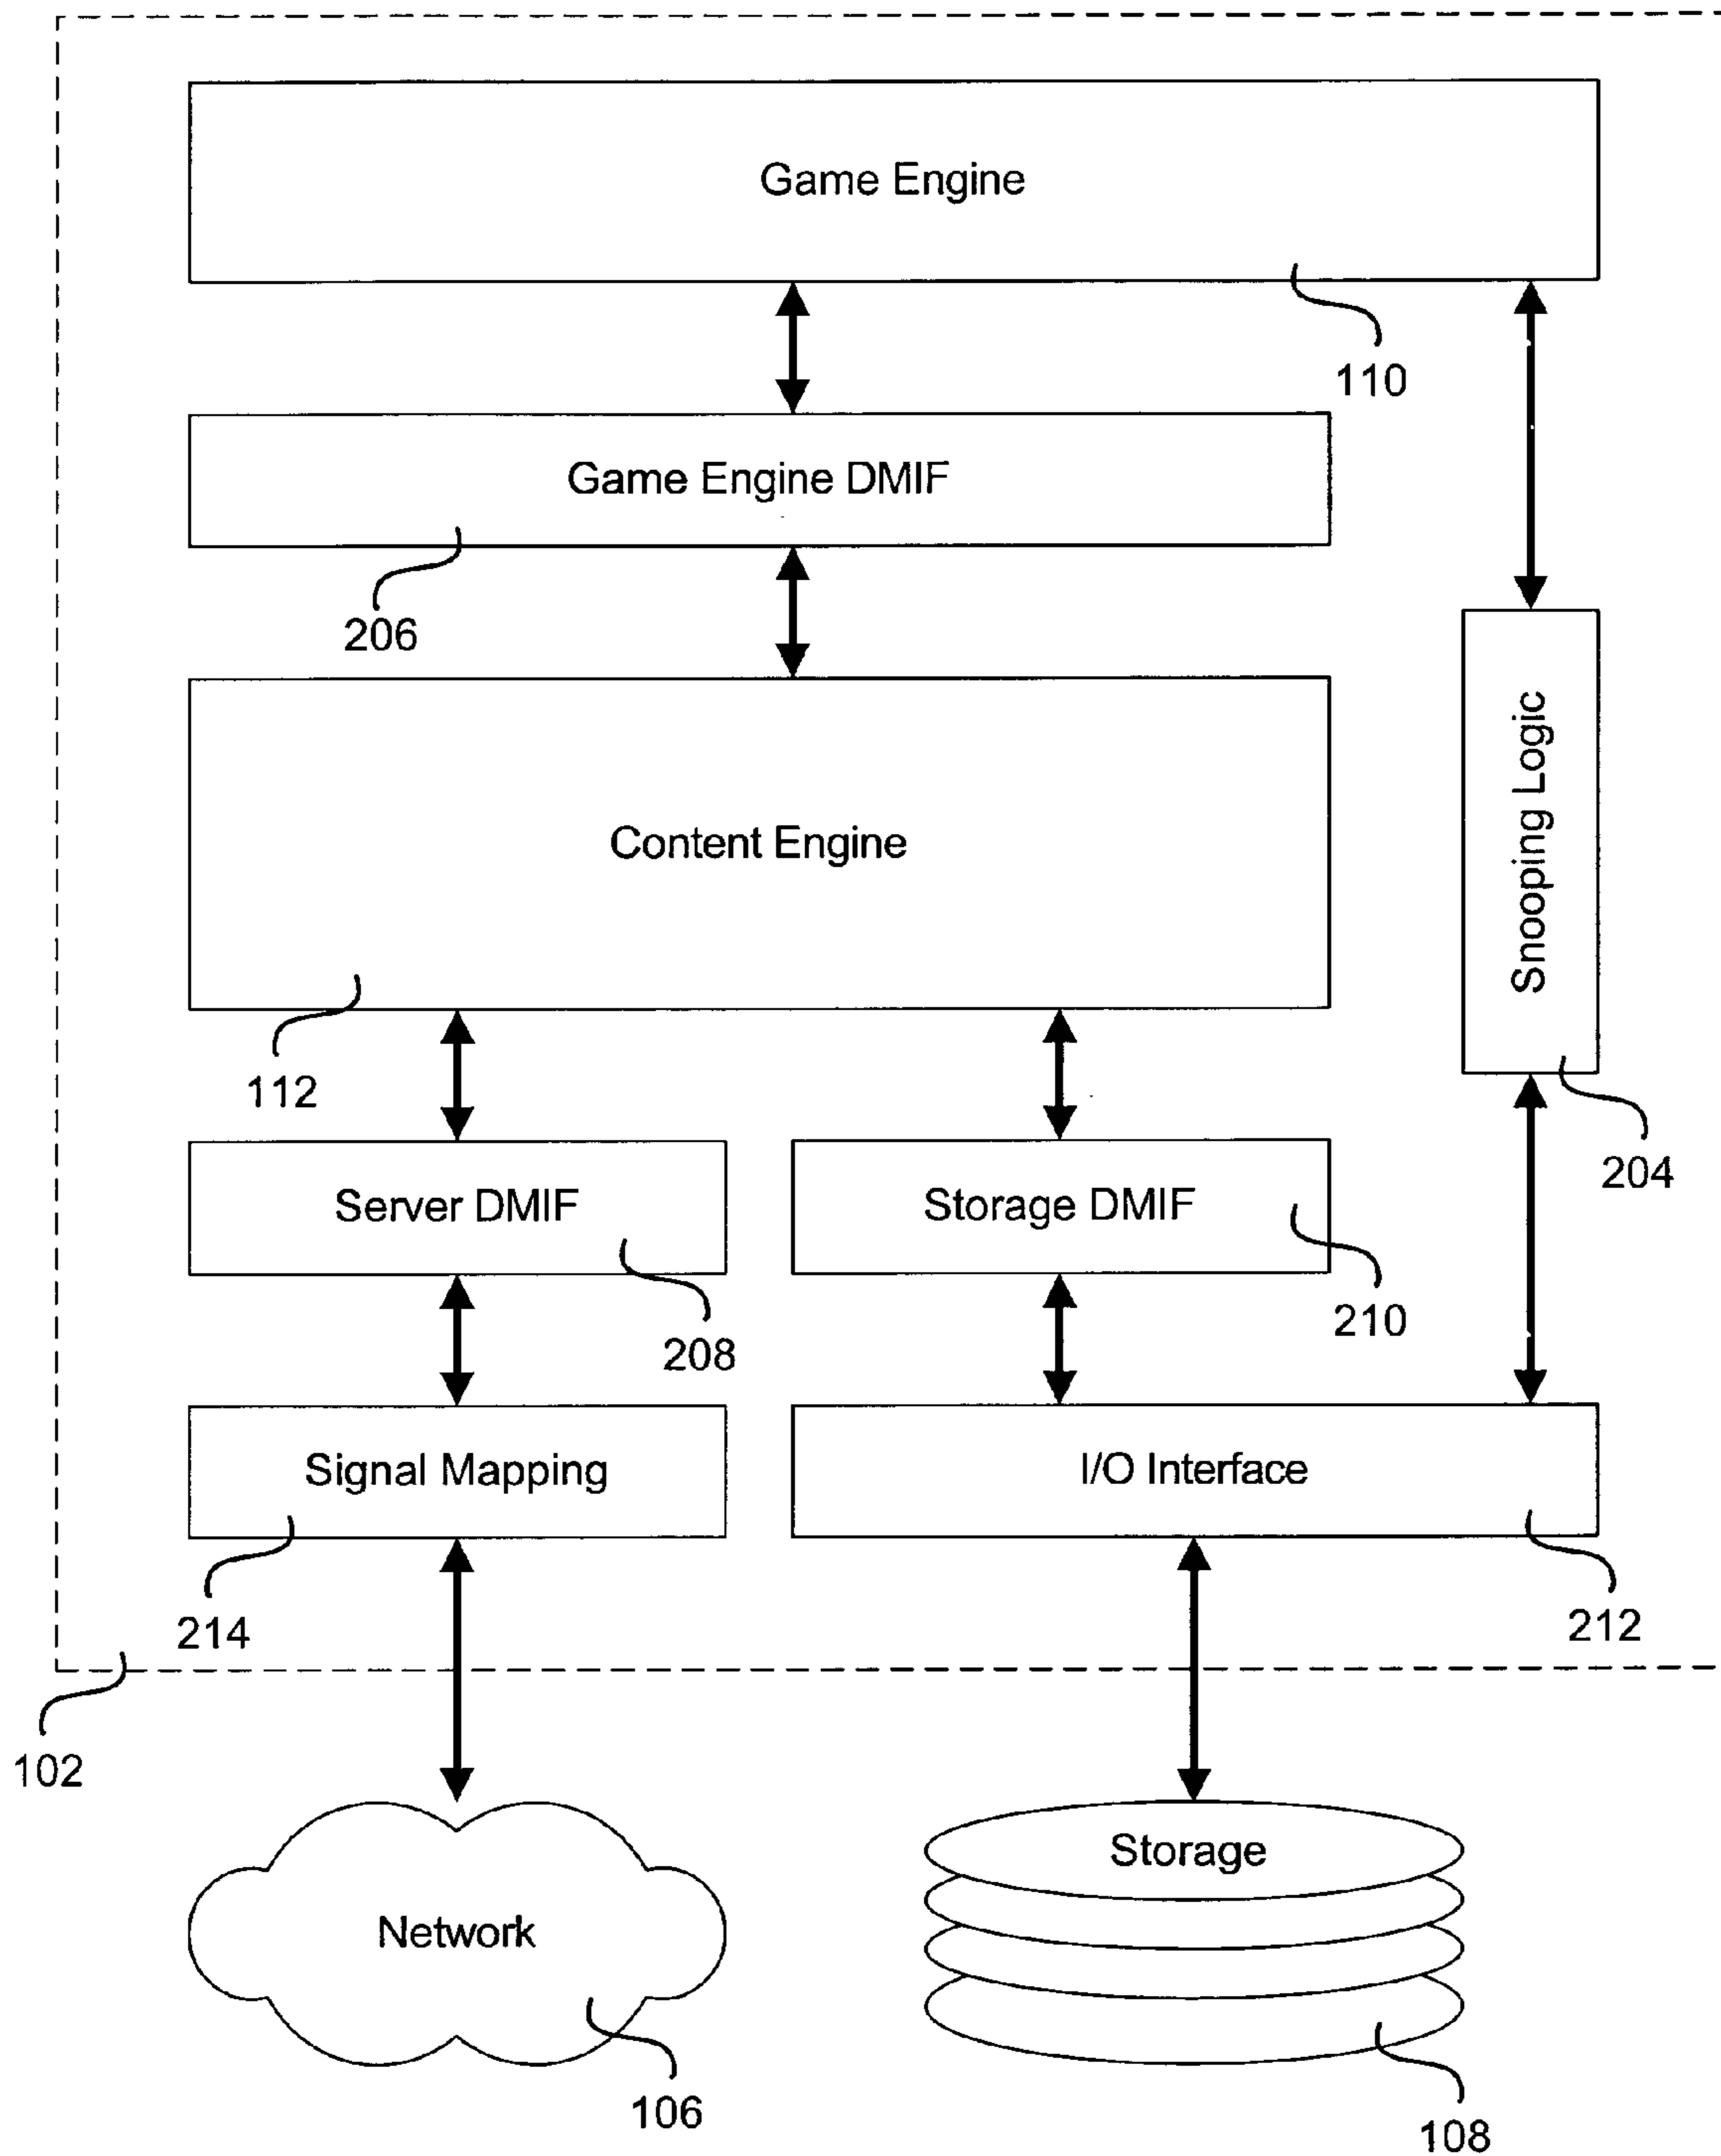 Game Engine
110
Game Engine DMIF
206
Content Engine
Snooping Logic
112
204
Server DMIF
Storage DMIF
208
210
Signal Mapping
I/O Interface
214
212
102
Storage
Network
106
108